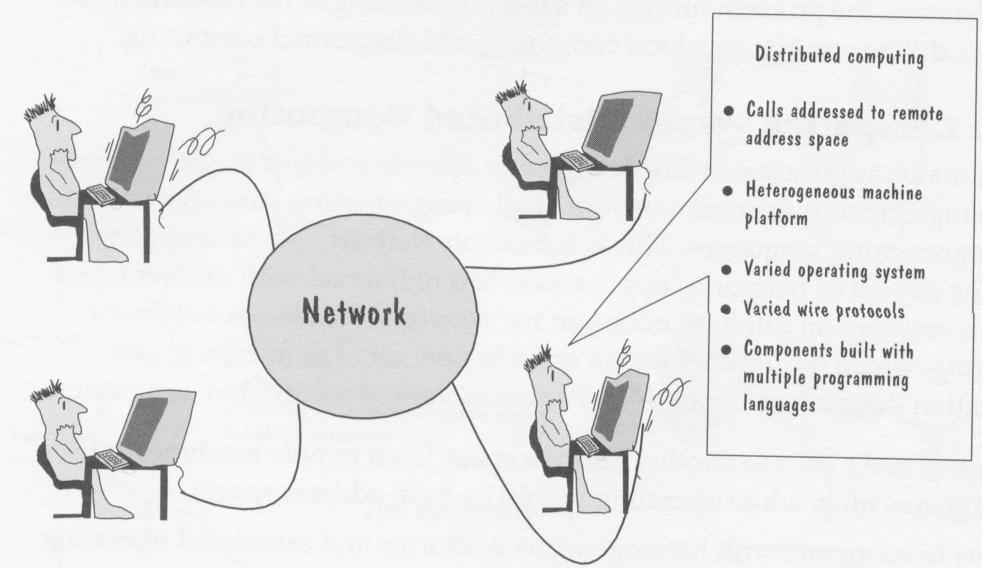 Distributed computing
● Calls addressed to remote
address space
● Heterogeneous machine
platform
● Varied operating system
● Varied wire protocols
● Components built with
multiple programming
languages
Network